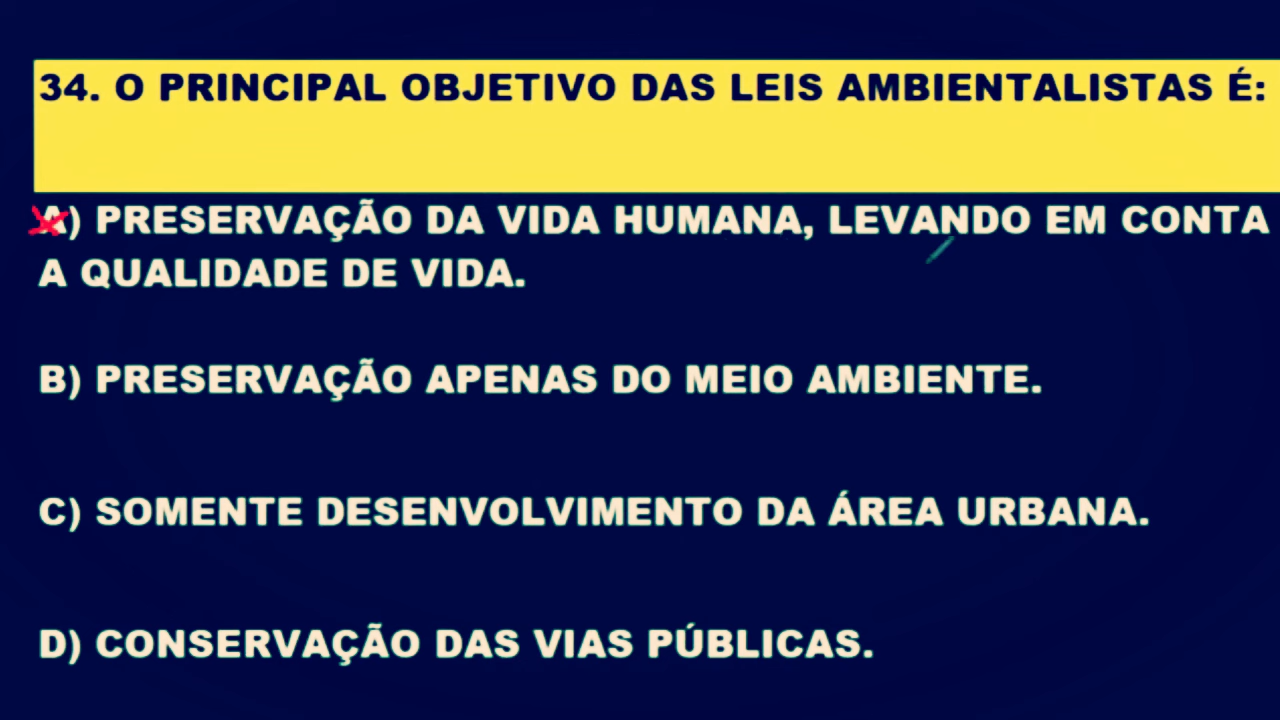 34. O PRINCIPAL OBJETIVO DAS LEIS AMBIENTALISTAS É:
A) PRESERVAÇÃO DA VIDA HUMANA, LEVANDO EM CONTA
A QUALIDADE DE VIDA.
B) PRESERVAÇÃO APENAS DO MEIO AMBIENTE.
C) SOMENTE DESENVOLVIMENTO DA ÁREA URBANA.
D) CONSERVAÇÃO DAS VIAS PÚBLICAS.